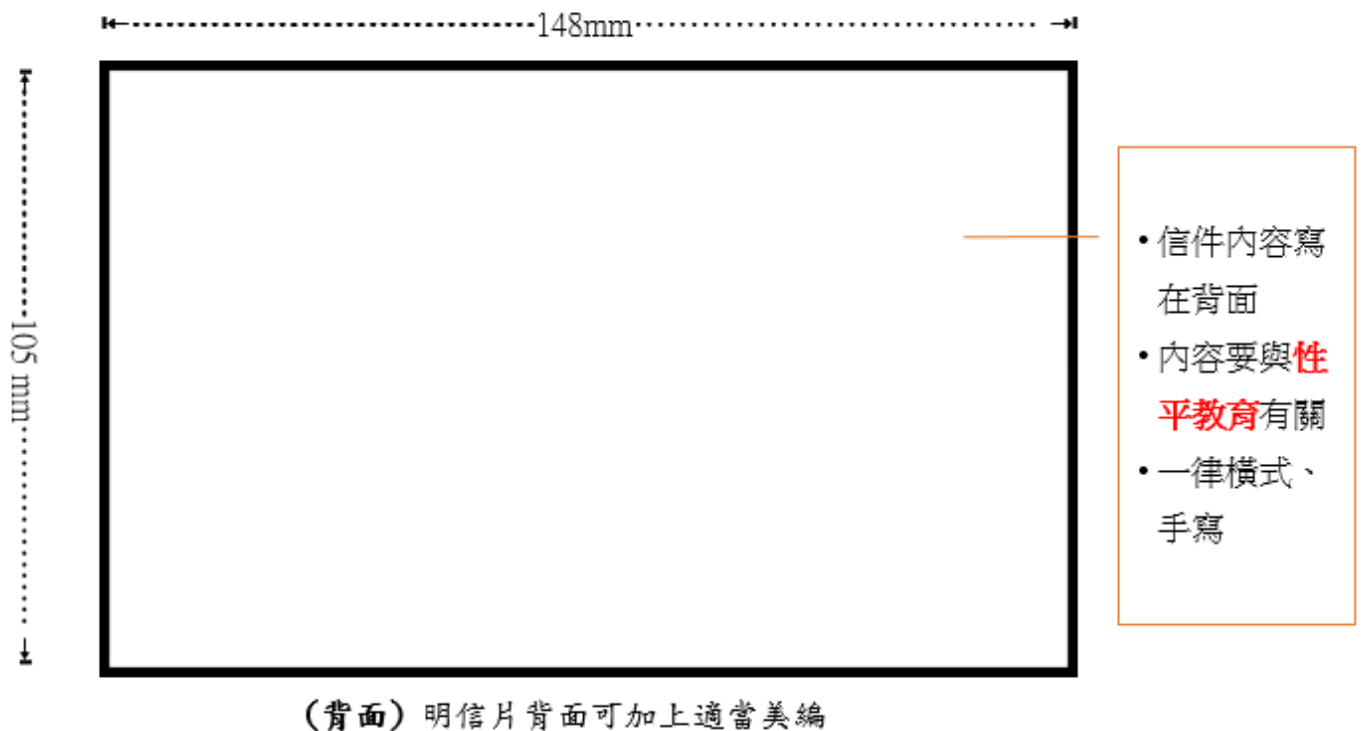 148mm
105 mm
•信件內容寫
在背面
•內容要與性
平教育有關
•一律橫式、
手寫
（背面）明信片背面可加上適當美編